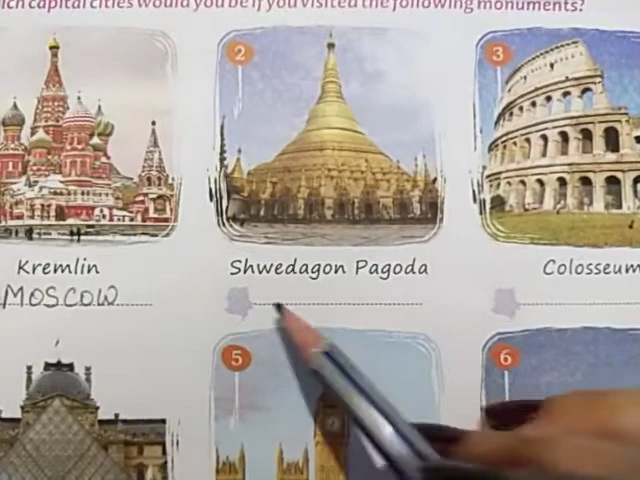 ich capital cities would you be if you visited the following monuments?
2
3
Kremlin
Shwedagon Pagoda
Colosseum
MOSCOW
5
6